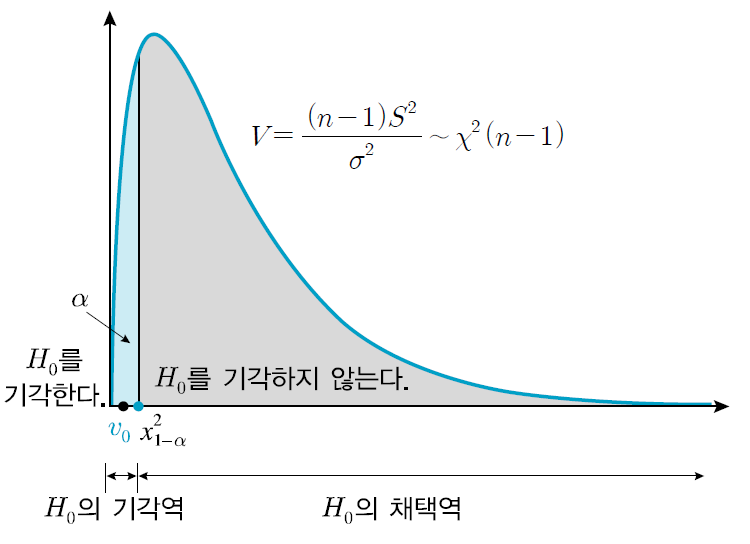 V = (n−1)S² / σ² ~ χ²(n−1)
α
H₀를
기각한다.
H₀를 기각하지 않는다.
v₀ x²₁₋α
H₀의 기각역
H₀의 채택역